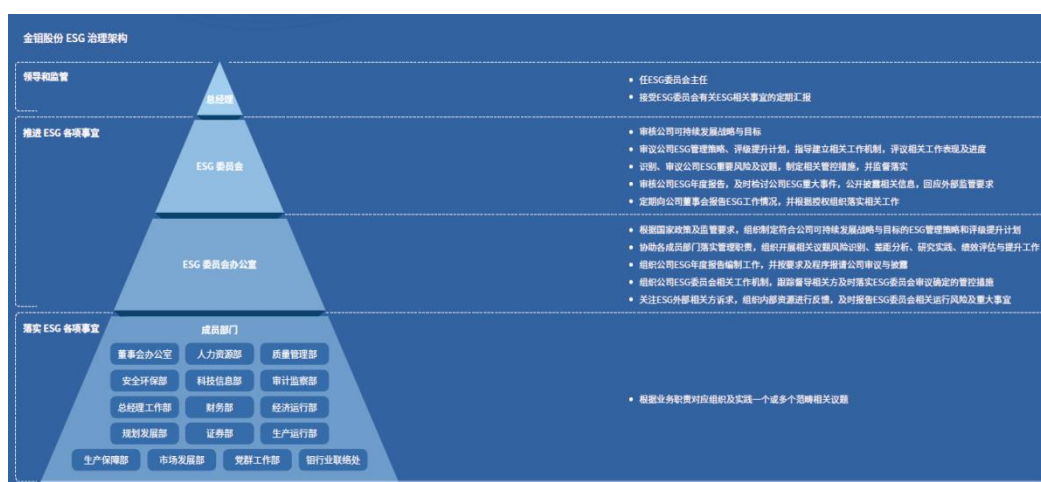 金钼股份 ESG 治理架构
领导和监管
总经理
• 任ESG委员会主任
• 接受ESG委员会有关ESG相关事宜的定期汇报
推进 ESG 各项事宜
ESG 委员会
• 审核公司可持续发展战略与目标
• 审议公司ESG管理策略、评级提升计划，指导建立相关工作机制，评议相关工作表现及进度
• 识别、审议公司ESG重要风险及议题，制定相关管控措施，并监督落实
• 审核公司ESG年度报告，及时检讨公司ESG重大事件，公开披露相关信息，回应外部监管要求
• 定期向公司董事会报告ESG工作情况，并根据授权组织落实相关工作
ESG 委员会办公室
• 根据国家政策及监管要求，组织制定符合公司可持续发展战略与目标的ESG管理策略和评级提升计划
• 协助各成员部门落实管理职责，组织开展相关议题风险识别、差距分析、研究实践、绩效评估与提升工作
• 组织公司ESG年度报告编制工作，并按要求及程序报请公司审议与披露
• 组织公司ESG委员会相关工作机制，跟踪督导相关方及时落实ESG委员会审议确定的管控措施
• 关注ESG外部相关方诉求，组织内部资源进行反馈，及时报告ESG委员会相关运行风险及重大事宜
落实 ESG 各项事宜
成员部门
董事会办公室 人力资源部 质量管理部
安全环保部 科技信息部 审计监察部
总经理工作部 财务部 经济运行部
规划发展部 证券部 生产运行部
生产保障部 市场发展部 党群工作部 钼行业联络处
• 根据业务职责对应组织及实践一个或多个范畴相关议题